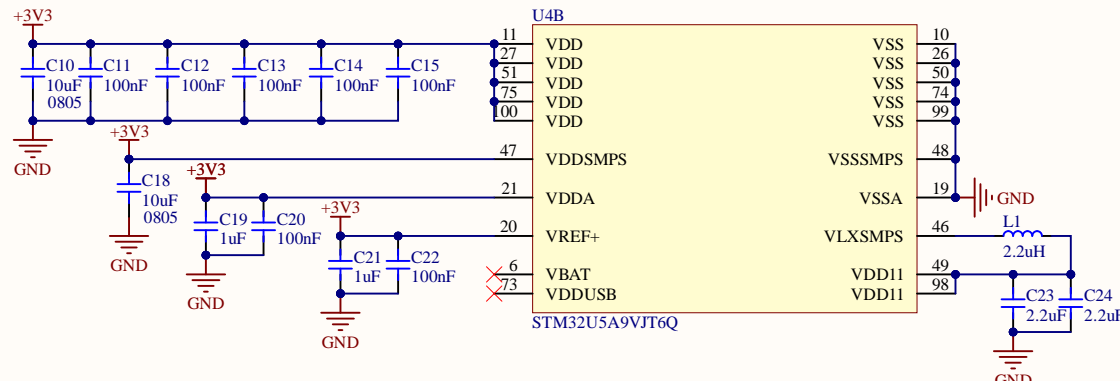 U4B
+3V3
C10
10uF
0805
C11
100nF
C12
100nF
C13
100nF
C14
100nF
C15
100nF
GND
11 VDD
27 VDD
51 VDD
75 VDD
100 VDD
VSS 10
VSS 26
VSS 50
VSS 74
VSS 99
+3V3
47 VDDSMPS
VSSSMPS 48
C18
10uF
0805
GND
+3V3
21 VDDA
VSSA 19
GND
C19
1uF
C20
100nF
GND
+3V3
20 VREF+
VLXSMPS 46
L1
2.2uH
C21
1uF
C22
100nF
GND
6 VBAT
VDD11 49
73 VDDUSB
VDD11 98
C23
2.2uF
C24
2.2uF
GND
STM32U5A9VJT6Q